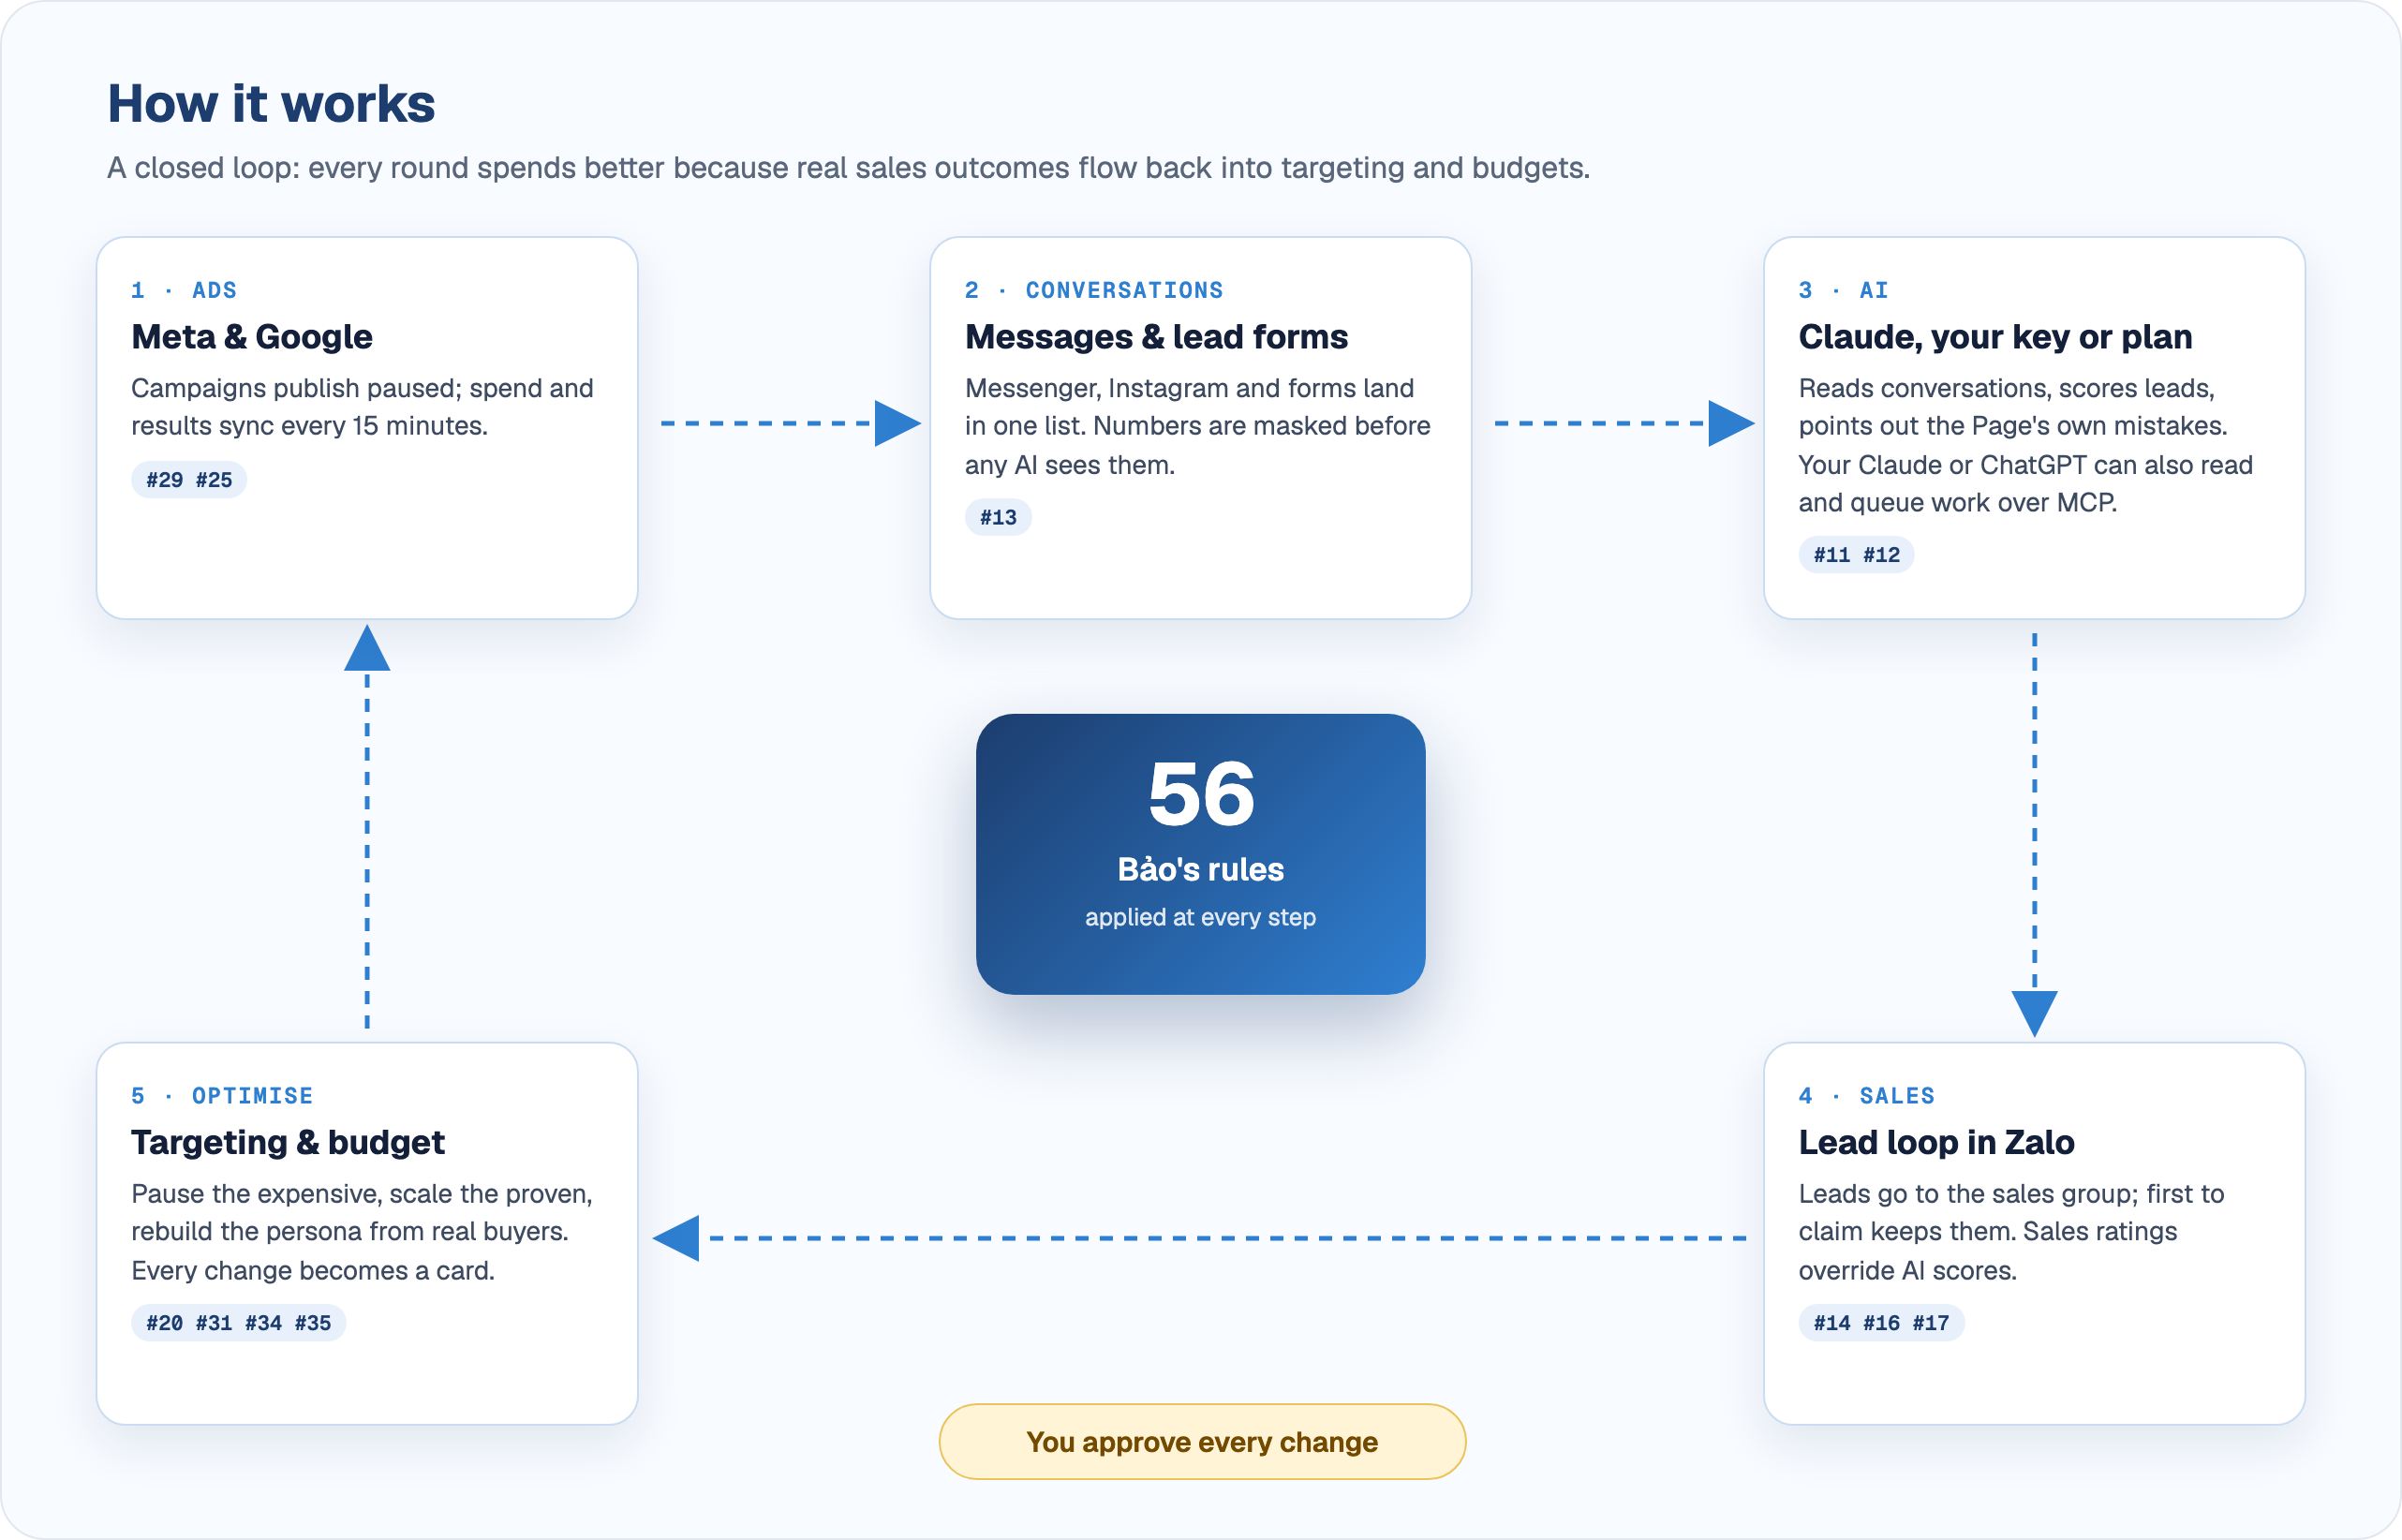 How it works
A closed loop: every round spends better because real sales outcomes flow back into targeting and budgets.
1 · ADS
Meta & Google
Campaigns publish paused; spend and
results sync every 15 minutes.
#29 #25
2 · CONVERSATIONS
Messages & lead forms
Messenger, Instagram and forms land
in one list. Numbers are masked before
any AI sees them.
#13
3 · AI
Claude, your key or plan
Reads conversations, scores leads,
points out the Page's own mistakes.
Your Claude or ChatGPT can also read
and queue work over MCP.
#11 #12
56
Bảo's rules
applied at every step
5 · OPTIMISE
Targeting & budget
Pause the expensive, scale the proven,
rebuild the persona from real buyers.
Every change becomes a card.
#20 #31 #34 #35
4 · SALES
Lead loop in Zalo
Leads go to the sales group; first to
claim keeps them. Sales ratings
override AI scores.
#14 #16 #17
You approve every change